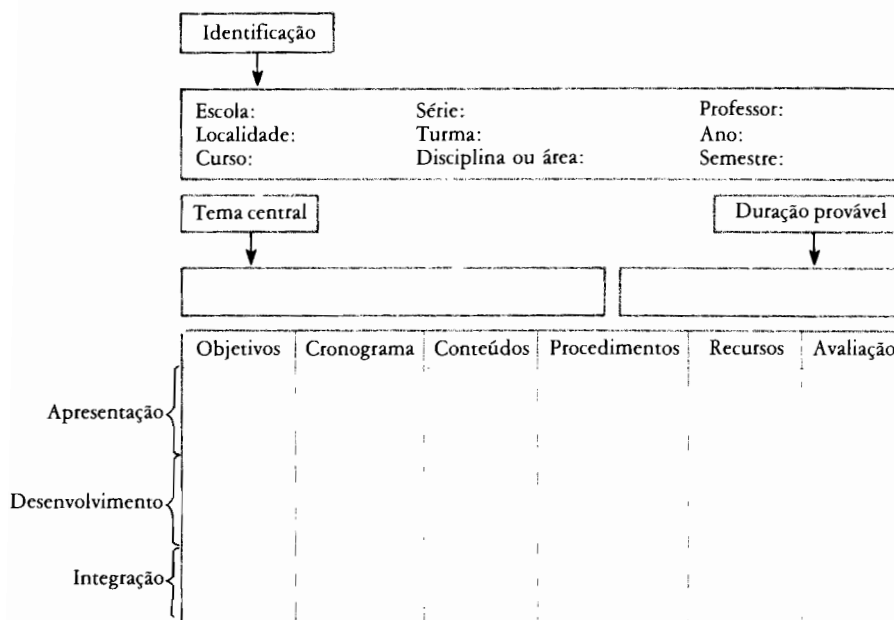 Identificação
Escola: Série: Professor:
Localidade: Turma: Ano:
Curso: Disciplina ou área: Semestre:
Tema central Duração provável
Objetivos Cronograma Conteúdos Procedimentos Recursos Avaliação
Apresentação
Desenvolvimento
Integração